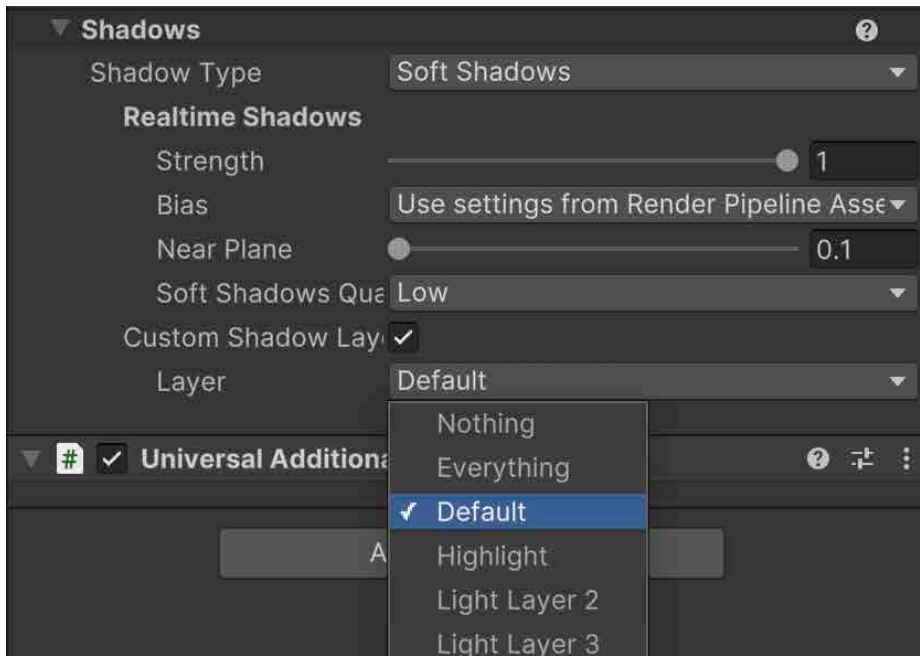 Shadows
Shadow Type Soft Shadows
Realtime Shadows
Strength 1
Bias Use settings from Render Pipeline Asse
Near Plane 0.1
Soft Shadows Qua Low
Custom Shadow Lay
Layer Default
Nothing
Universal Additiona
Everything
Default
A
Highlight
Light Layer 2
Light Layer 3